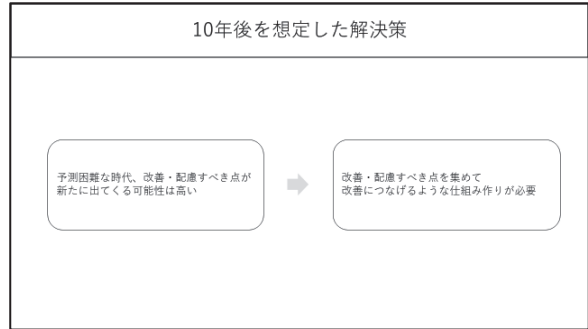 10年後を想定した解決策
予測困難な時代、改善・配慮すべき点が
新たに出てくる可能性は高い
改善・配慮すべき点を集めて
改善につなげるような仕組み作りが必要